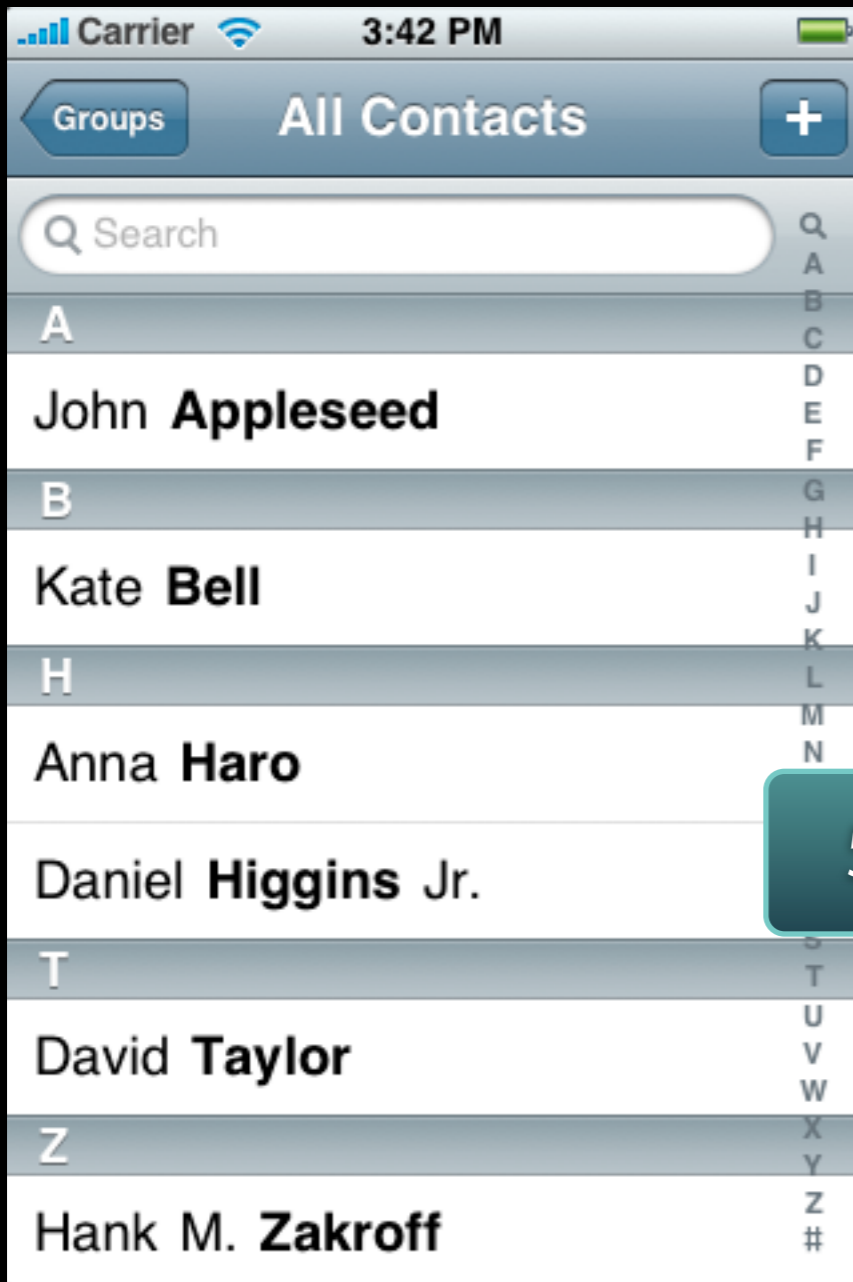 Carrier 3:42 PM
Groups All Contacts +
Search
A
A
B
C
John Appleseed
D
E
F
B
G
H
Kate Bell
I
J
K
H
L
M
Anna Haro
N
5
Daniel Higgins Jr.
S
T
T
David Taylor
U
V
W
Z
X
Y
Hank M. Zakroff
Z
#